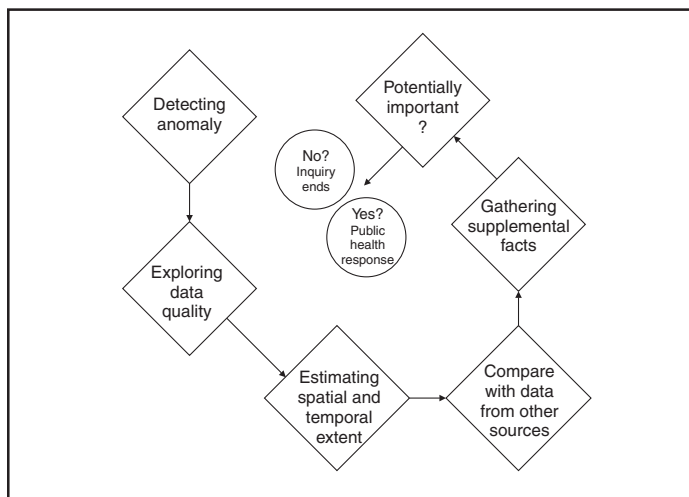 Detecting
anomaly
Exploring
data
quality
Estimating
spatial and
temporal
extent
Compare
with data
from other
sources
Gathering
supplemental
facts
Potentially
important
?
No?
Inquiry
ends
Yes?
Public
health
response